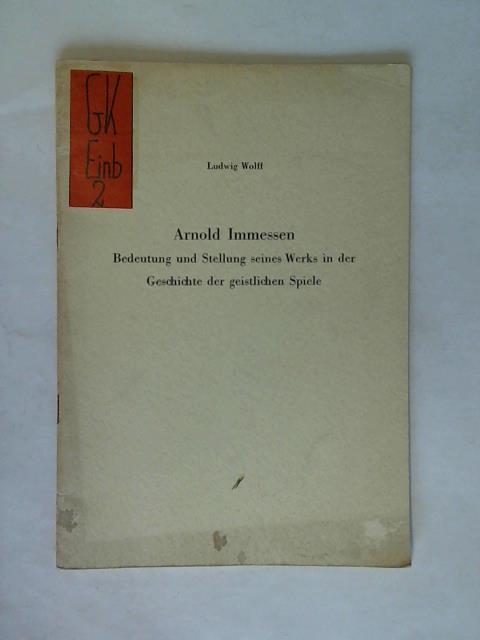 GK
Einb
2
Ludwig Wolff
Arnold Immessen
Bedeutung und Stellung seines Werks in der
Geschichte der geistlichen Spiele